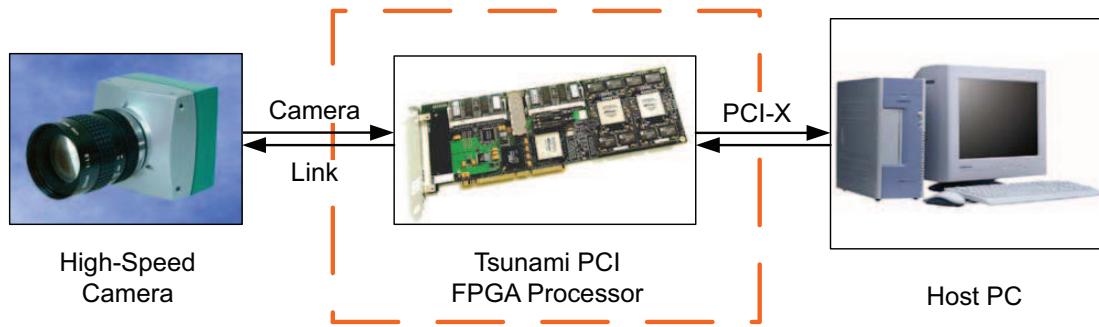 Camera
Link
PCI-X
High-Speed
Camera
Tsunami PCI
FPGA Processor
Host PC